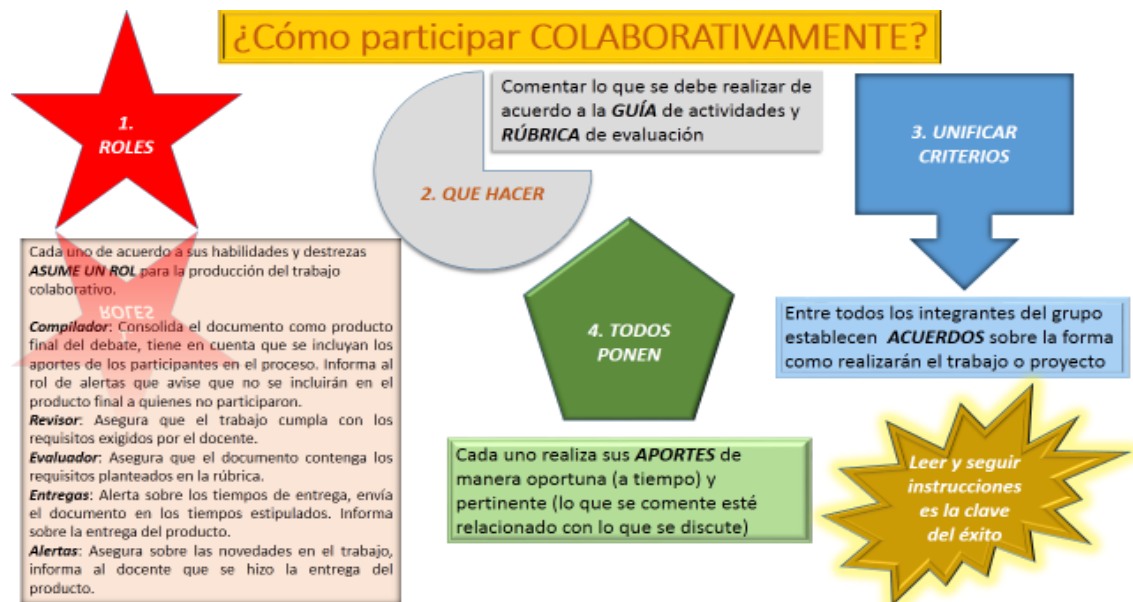 ¿Cómo participar COLABORATIVAMENTE?
1.
ROLES
Cada uno de acuerdo a sus habilidades y destrezas
ASUME UN ROL para la producción del trabajo
colaborativo.
Compilador: Consolida el documento como producto
final del debate, tiene en cuenta que se incluyan los
aportes de los participantes en el proceso. Informa al
rol de alertas que avise que no se incluirán en el
producto final a quienes no participaron.
Revisor: Asegura que el trabajo cumpla con los
requisitos exigidos por el docente.
Evaluador: Asegura que el documento contenga los
requisitos planteados en la rúbrica.
Entregas: Alerta sobre los tiempos de entrega, envía
el documento en los tiempos estipulados. Informa
sobre la entrega del producto.
Alertas: Asegura sobre las novedades en el trabajo,
informa al docente que se hizo la entrega del
producto.
2. QUE HACER
Comentar lo que se debe realizar de
acuerdo a la GUÍA de actividades y
RÚBRICA de evaluación
3. UNIFICAR
CRITERIOS
Entre todos los integrantes del grupo
establecen ACUERDOS sobre la forma
como realizarán el trabajo o proyecto
4. TODOS
PONEN
Cada uno realiza sus APORTES de
manera oportuna (a tiempo) y
pertinente (lo que se comente esté
relacionado con lo que se discute)
Leer y seguir
instrucciones
es la clave
del éxito